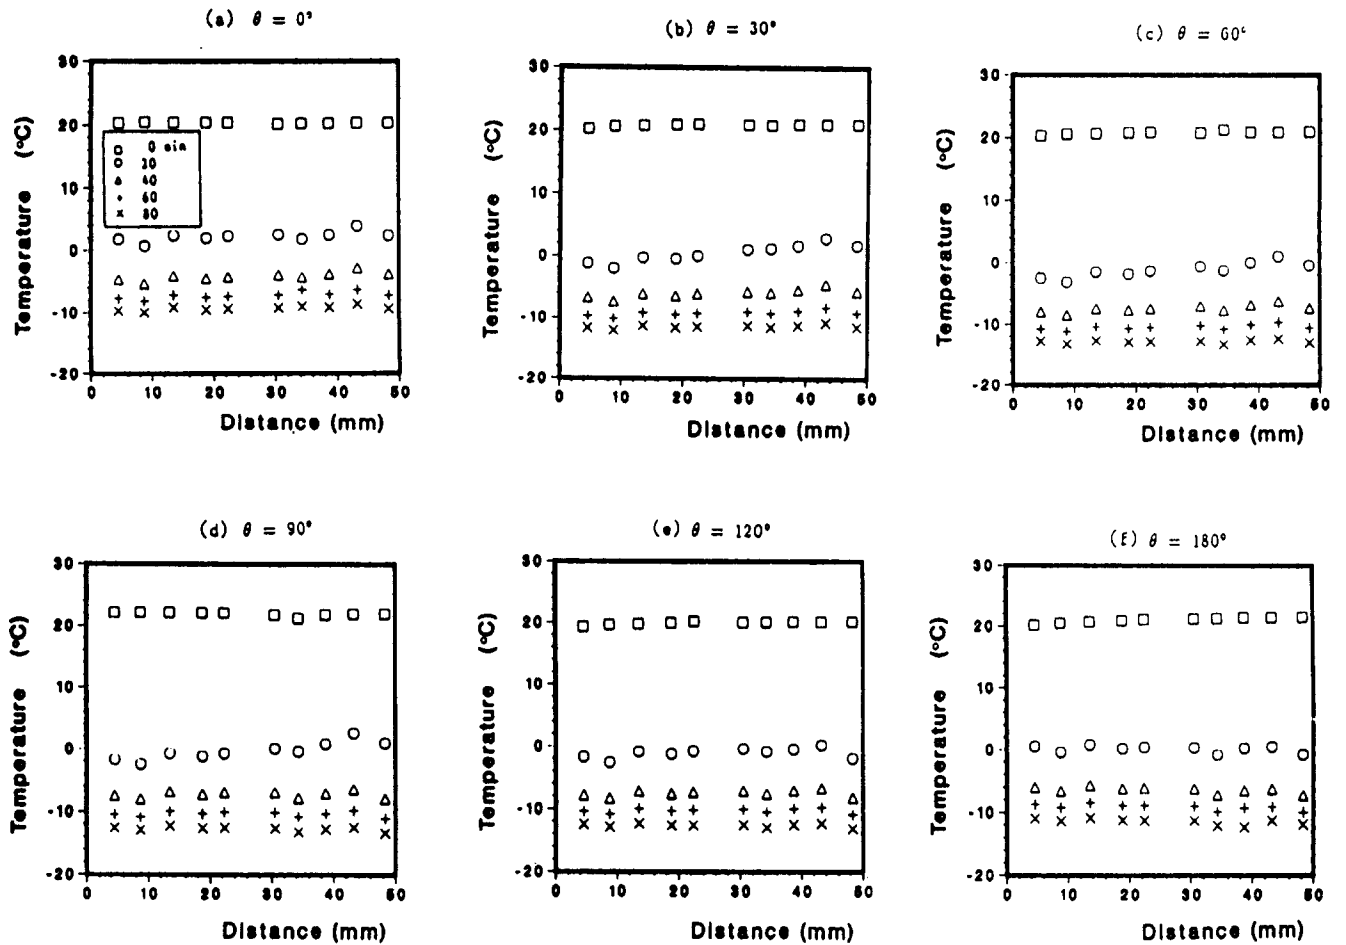 (a) θ = 0°
30
20
10
0
-10
-20
0 10 20 30 40 50
Temperature (°C)
Distance (mm)
□ 0 min
○ 20
△ 40
+ 60
× 80
(b) θ = 30°
30
20
10
0
-10
-20
0 10 20 30 40 50
Temperature (°C)
Distance (mm)
(c) θ = 60°
30
20
10
0
-10
-20
0 10 20 30 40 50
Temperature (°C)
Distance (mm)
(d) θ = 90°
30
20
10
0
-10
-20
0 10 20 30 40 50
Temperature (°C)
Distance (mm)
(e) θ = 120°
30
20
10
0
-10
-20
0 10 20 30 40 50
Temperature (°C)
Distance (mm)
(f) θ = 180°
30
20
10
0
-10
-20
0 10 20 30 40 50
Temperature (°C)
Distance (mm)